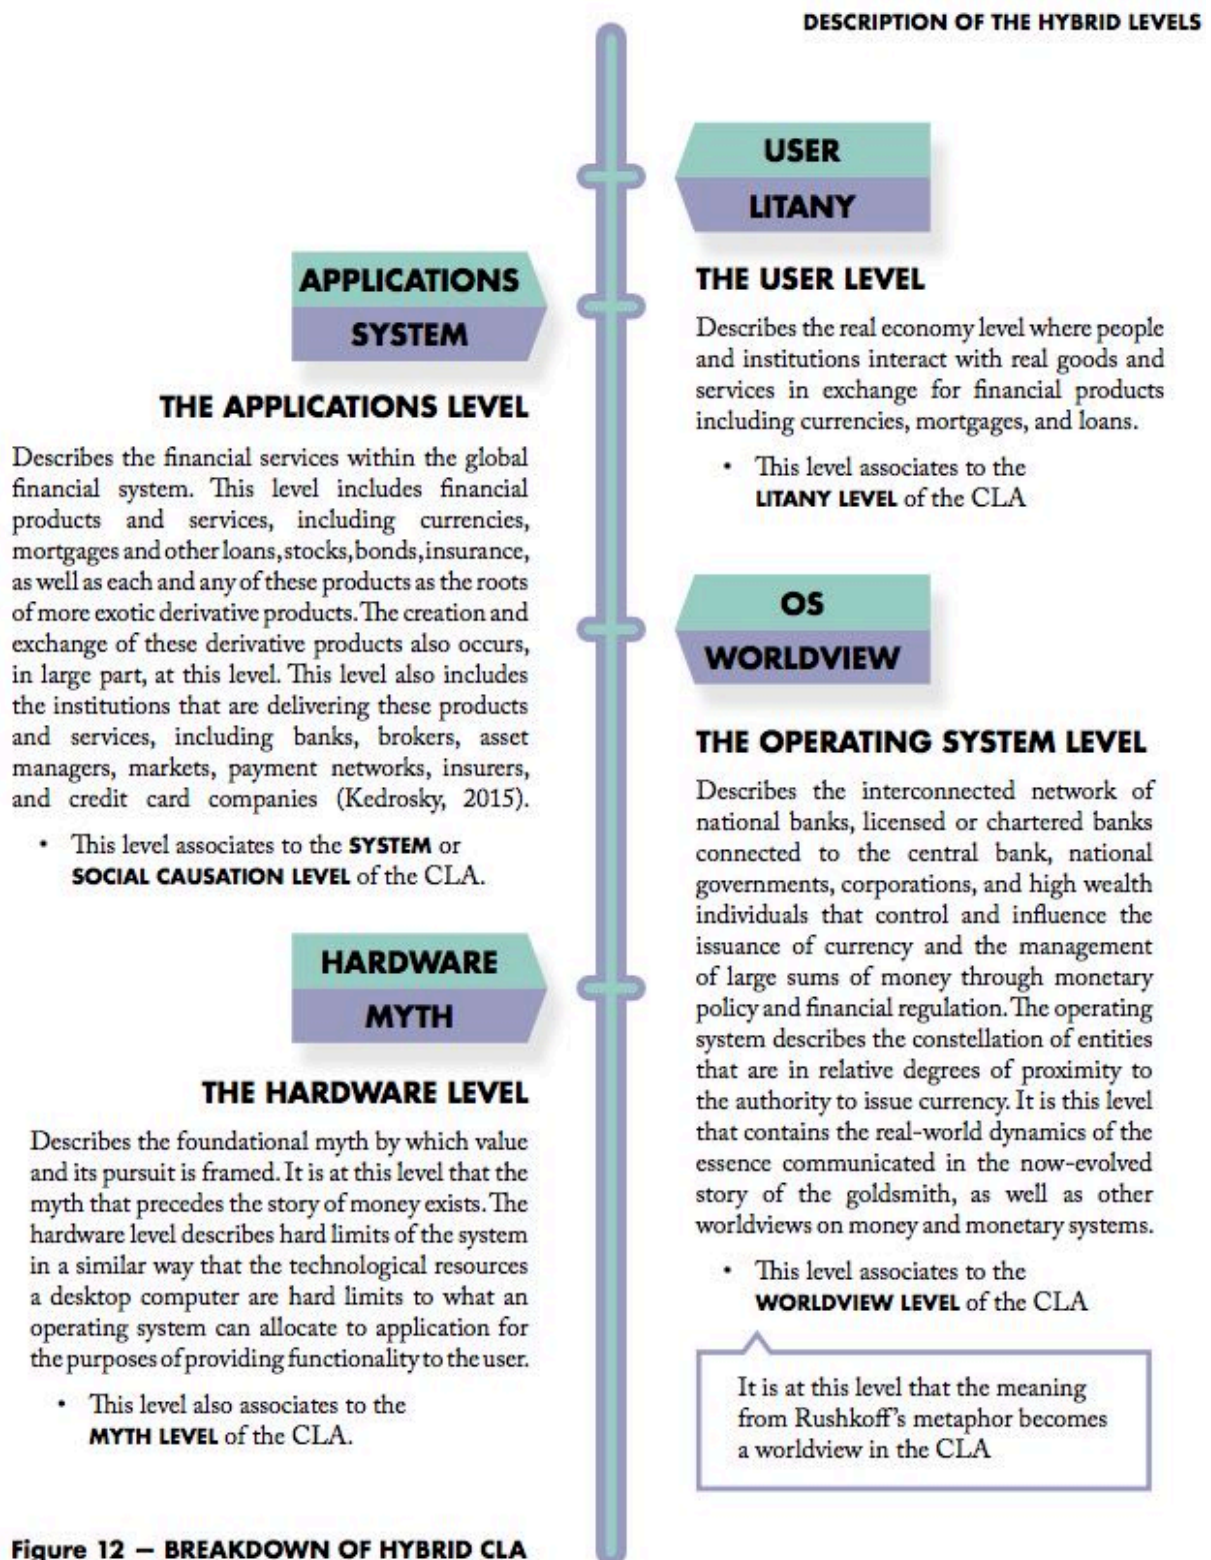 DESCRIPTION OF THE HYBRID LEVELS
USER
LITANY
THE USER LEVEL
Describes the real economy level where people
and institutions interact with real goods and
services in exchange for financial products
including currencies, mortgages, and loans.
• This level associates to the
LITANY LEVEL of the CLA
APPLICATIONS
SYSTEM
THE APPLICATIONS LEVEL
Describes the financial services within the global
financial system. This level includes financial
products and services, including currencies,
mortgages and other loans, stocks, bonds, insurance,
as well as each and any of these products as the roots
of more exotic derivative products. The creation and
exchange of these derivative products also occurs,
in large part, at this level. This level also includes
the institutions that are delivering these products
and services, including banks, brokers, asset
managers, markets, payment networks, insurers,
and credit card companies (Kedrosky, 2015).
• This level associates to the SYSTEM or
SOCIAL CAUSATION LEVEL of the CLA.
OS
WORLDVIEW
THE OPERATING SYSTEM LEVEL
Describes the interconnected network of
national banks, licensed or chartered banks
connected to the central bank, national
governments, corporations, and high wealth
individuals that control and influence the
issuance of currency and the management
of large sums of money through monetary
policy and financial regulation. The operating
system describes the constellation of entities
that are in relative degrees of proximity to
the authority to issue currency. It is this level
that contains the real-world dynamics of the
essence communicated in the now-evolved
story of the goldsmith, as well as other
worldviews on money and monetary systems.
• This level associates to the
WORLDVIEW LEVEL of the CLA
It is at this level that the meaning
from Rushkoff's metaphor becomes
a worldview in the CLA
HARDWARE
MYTH
THE HARDWARE LEVEL
Describes the foundational myth by which value
and its pursuit is framed. It is at this level that the
myth that precedes the story of money exists. The
hardware level describes hard limits of the system
in a similar way that the technological resources
a desktop computer are hard limits to what an
operating system can allocate to application for
the purposes of providing functionality to the user.
• This level also associates to the
MYTH LEVEL of the CLA.
Figure 12 — BREAKDOWN OF HYBRID CLA